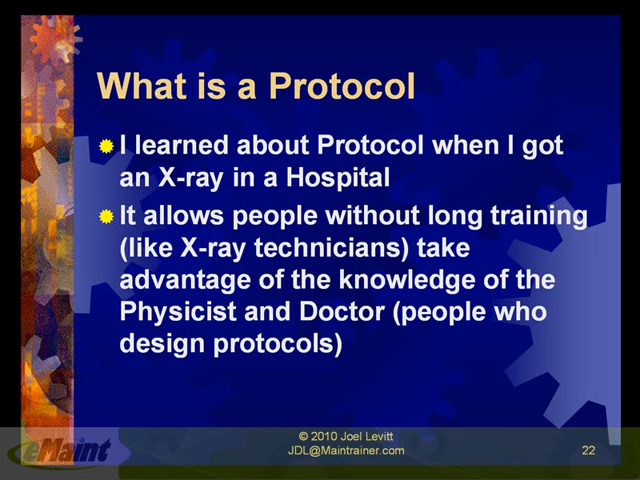 What is a Protocol
I learned about Protocol when I got
an X-ray in a Hospital
It allows people without long training
(like X-ray technicians) take
advantage of the knowledge of the
Physicist and Doctor (people who
design protocols)
© 2010 Joel Levitt
JDL@Maintrainer.com
22
eMaint